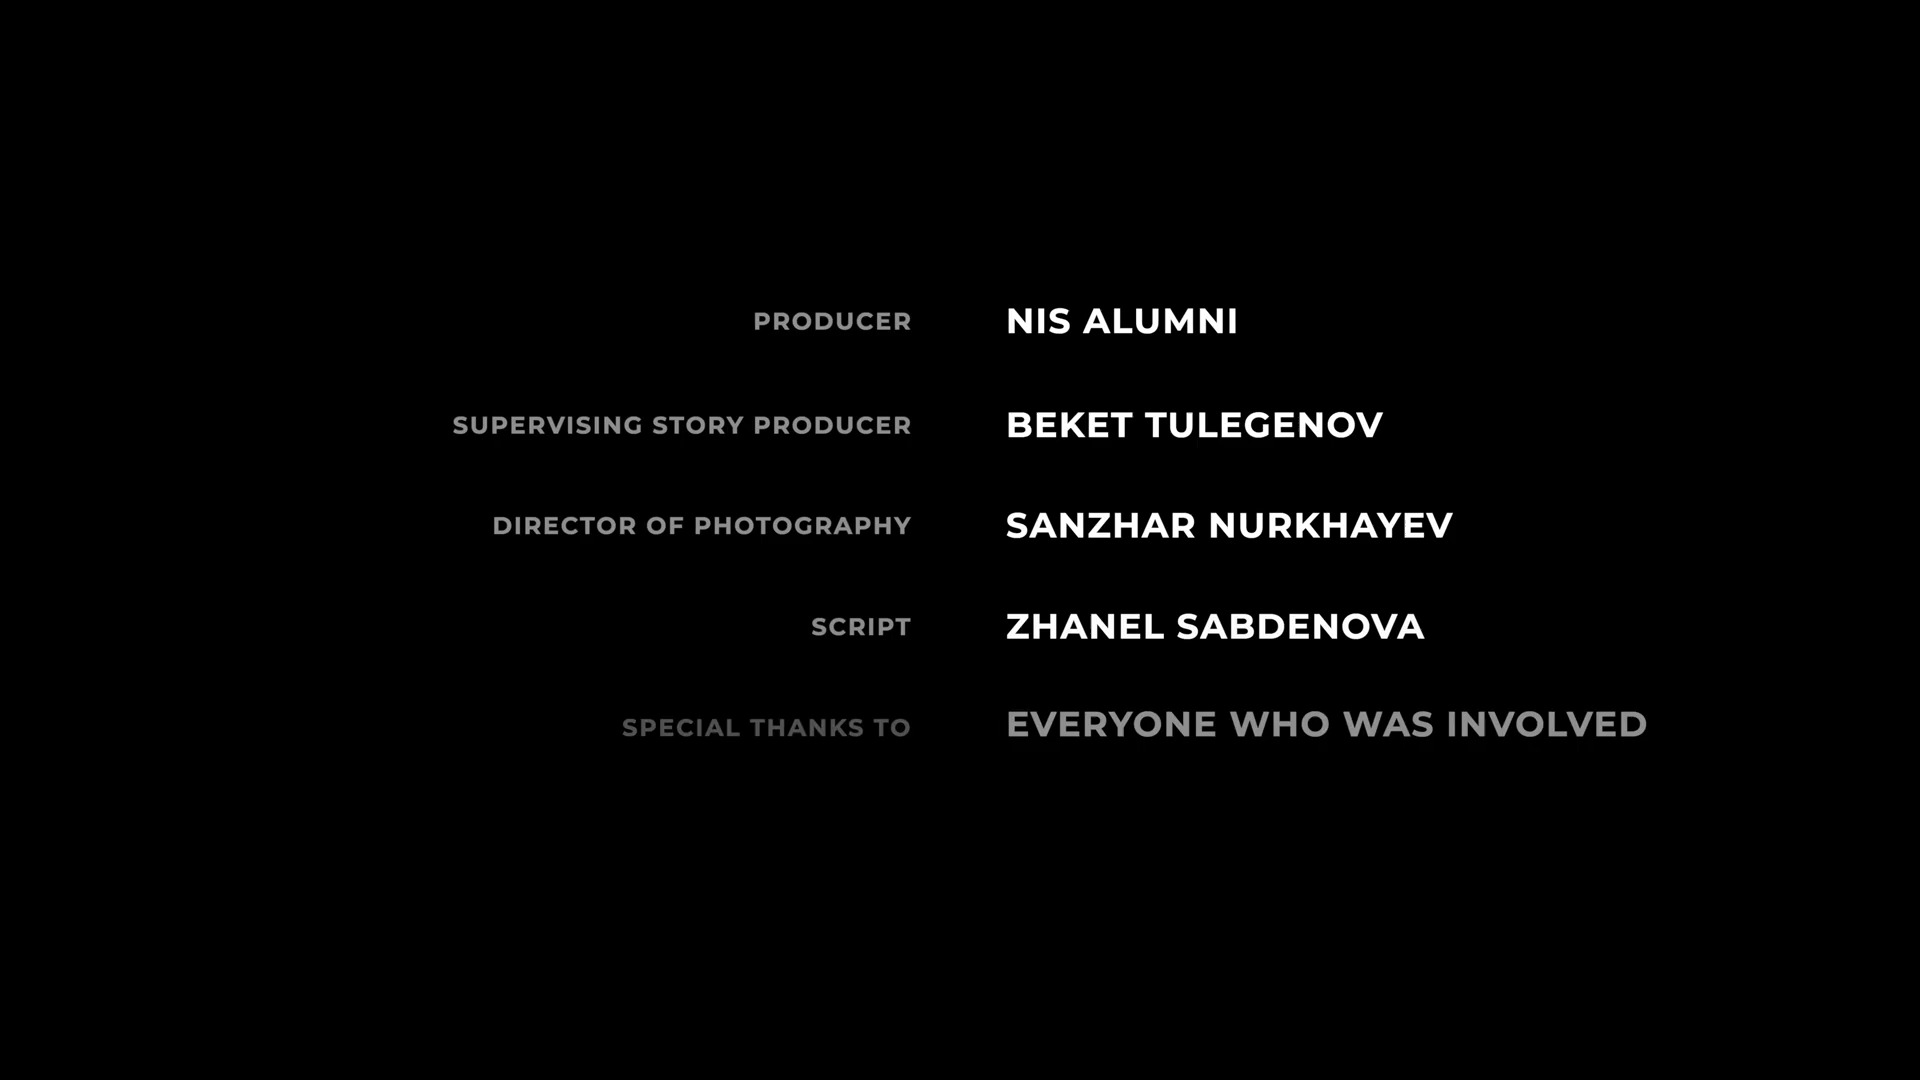 PRODUCER NIS ALUMNI
SUPERVISING STORY PRODUCER BEKET TULEGENOV
DIRECTOR OF PHOTOGRAPHY SANZHAR NURKHAYEV
SCRIPT ZHANEL SABDENOVA
SPECIAL THANKS TO EVERYONE WHO WAS INVOLVED